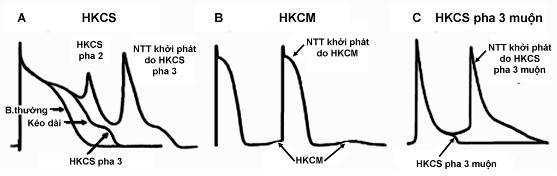 A
HKCS
HKCS
pha 2
NTT khởi phát
do HKCS
pha 3
B.thường
Kéo dài
HKCS pha 3
B
HKCM
NTT khởi phát
do HKCM
HKCM
C
HKCS pha 3 muộn
NTT khởi phát
do HKCS
pha 3 muộn
HKCS pha 3 muộn